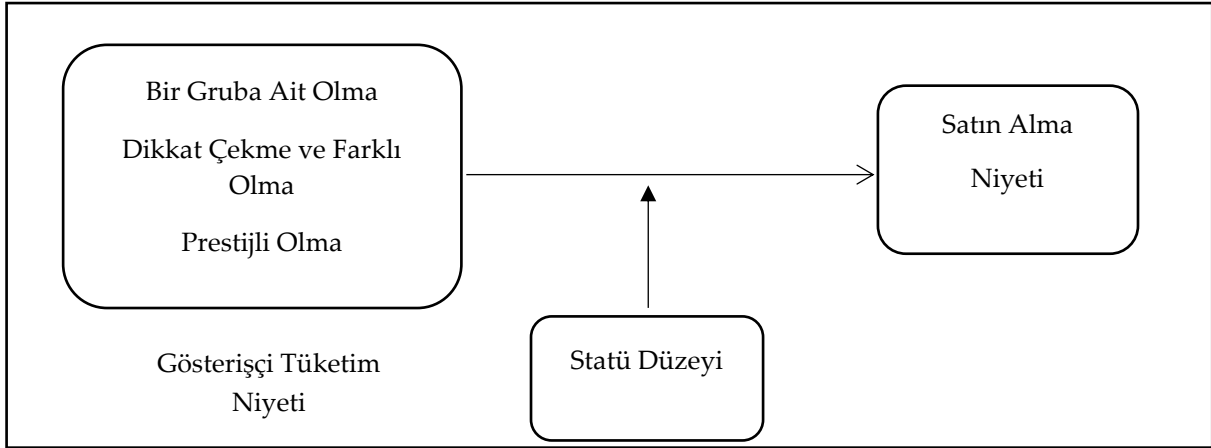 Bir Gruba Ait Olma
Dikkat Çekme ve Farklı
Olma
Prestijli Olma
Gösterişçi Tüketim
Niyeti
Statü Düzeyi
Satın Alma
Niyeti